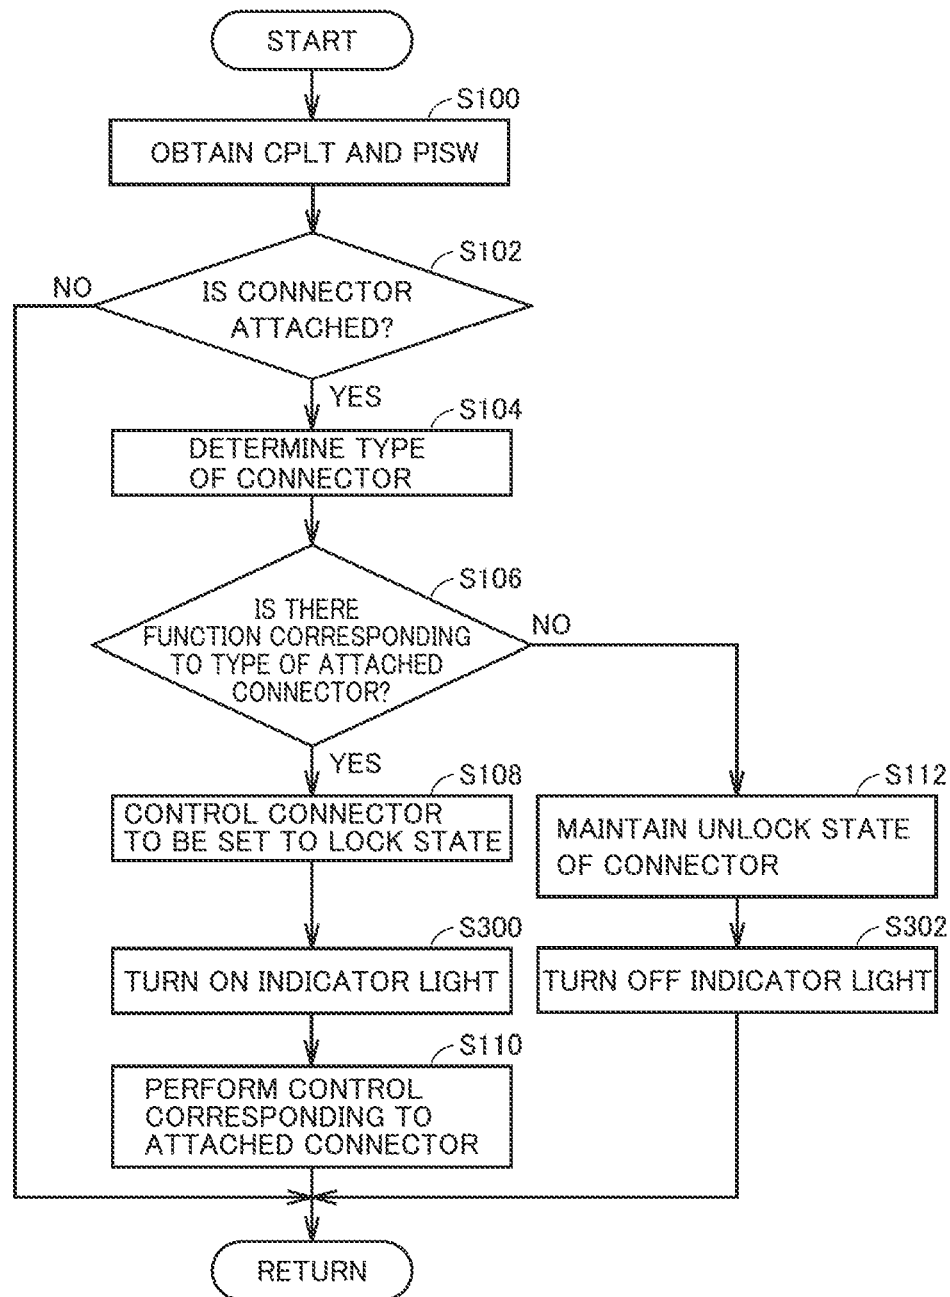 START
S100
OBTAIN CPLT AND PISW
S102
NO
IS CONNECTOR
ATTACHED?
YES
S104
DETERMINE TYPE
OF CONNECTOR
S106
IS THERE
FUNCTION CORRESPONDING
TO TYPE OF ATTACHED
CONNECTOR?
NO
YES
S108
CONTROL CONNECTOR
TO BE SET TO LOCK STATE
S112
MAINTAIN UNLOCK STATE
OF CONNECTOR
S300
TURN ON INDICATOR LIGHT
S302
TURN OFF INDICATOR LIGHT
S110
PERFORM CONTROL
CORRESPONDING TO
ATTACHED CONNECTOR
RETURN